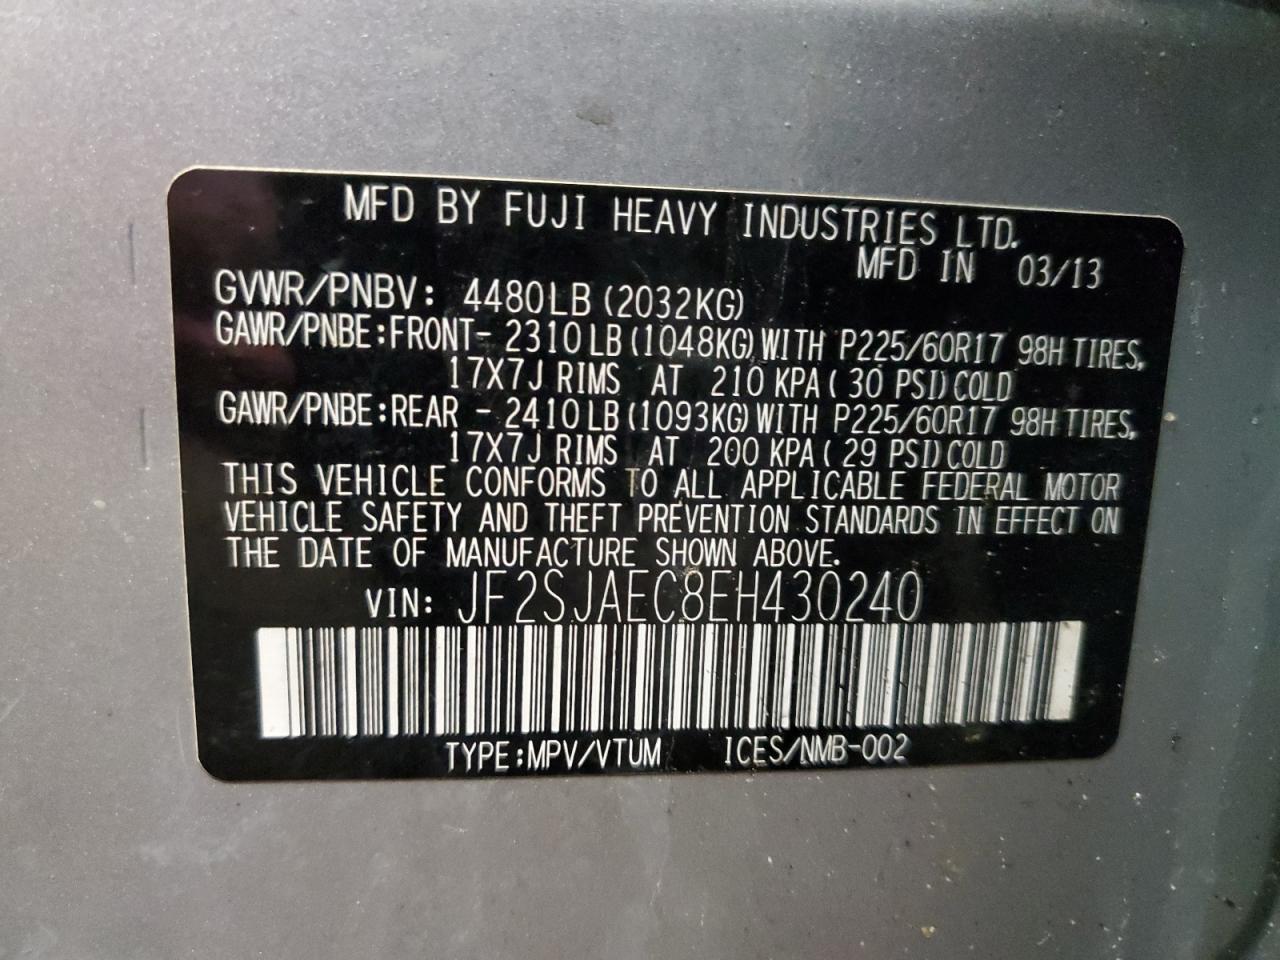 MFD BY FUJI HEAVY INDUSTRIES LTD.
MFD IN 03/13
GVWR/PNBV: 4480LB (2032KG)
GAWR/PNBE:FRONT- 2310LB (1048KG) WITH P225/60R17 98H TIRES,
17X7J RIMS AT 210 KPA (30 PSI) COLD
GAWR/PNBE:REAR - 2410LB (1093KG) WITH P225/60R17 98H TIRES,
17X7J RIMS AT 200 KPA (29 PSI) COLD
THIS VEHICLE CONFORMS TO ALL APPLICABLE FEDERAL MOTOR
VEHICLE SAFETY AND THEFT PREVENTION STANDARDS IN EFFECT ON
THE DATE OF MANUFACTURE SHOWN ABOVE.
VIN: JF2SJAEC8EH430240
TYPE:MPV/VTUM ICES/NMB-002